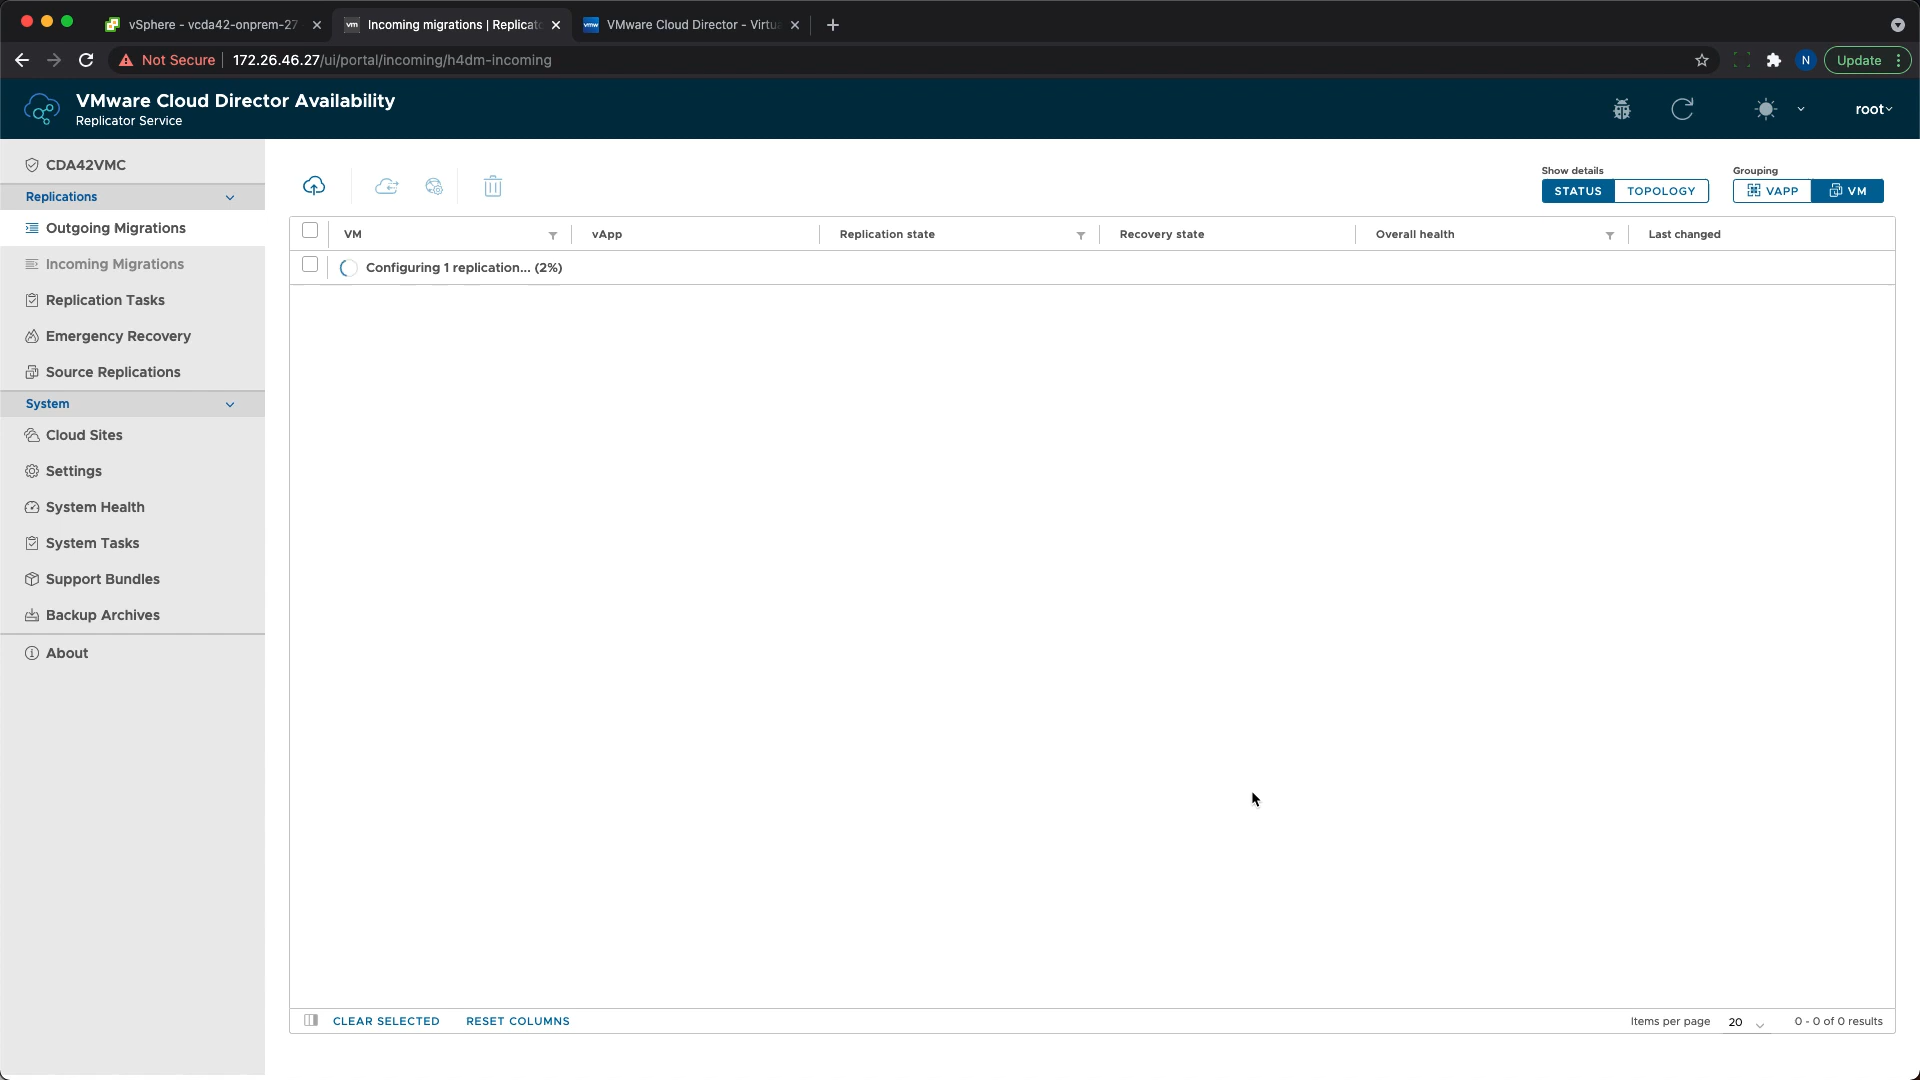 vSphere - vcda42-onprem-27
Incoming migrations | Replicato
VMware Cloud Director - Virtua
Not Secure
172.26.46.27/ui/portal/incoming/h4dm-incoming
N
Update
VMware Cloud Director Availability
Replicator Service
root
CDA42VMC
Replications
Outgoing Migrations
Incoming Migrations
Replication Tasks
Emergency Recovery
Source Replications
System
Cloud Sites
Settings
System Health
System Tasks
Support Bundles
Backup Archives
About
Show details
STATUS TOPOLOGY
Grouping
VAPP VM
VM vApp Replication state Recovery state Overall health Last changed
Configuring 1 replication... (2%)
CLEAR SELECTED RESET COLUMNS
Items per page 20 0 - 0 of 0 results